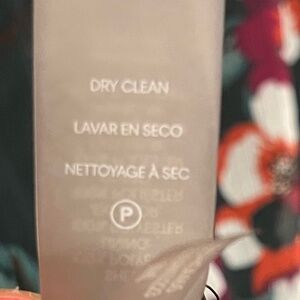 DRY CLEAN
LAVAR EN SECO
NETTOYAGE À SEC
P